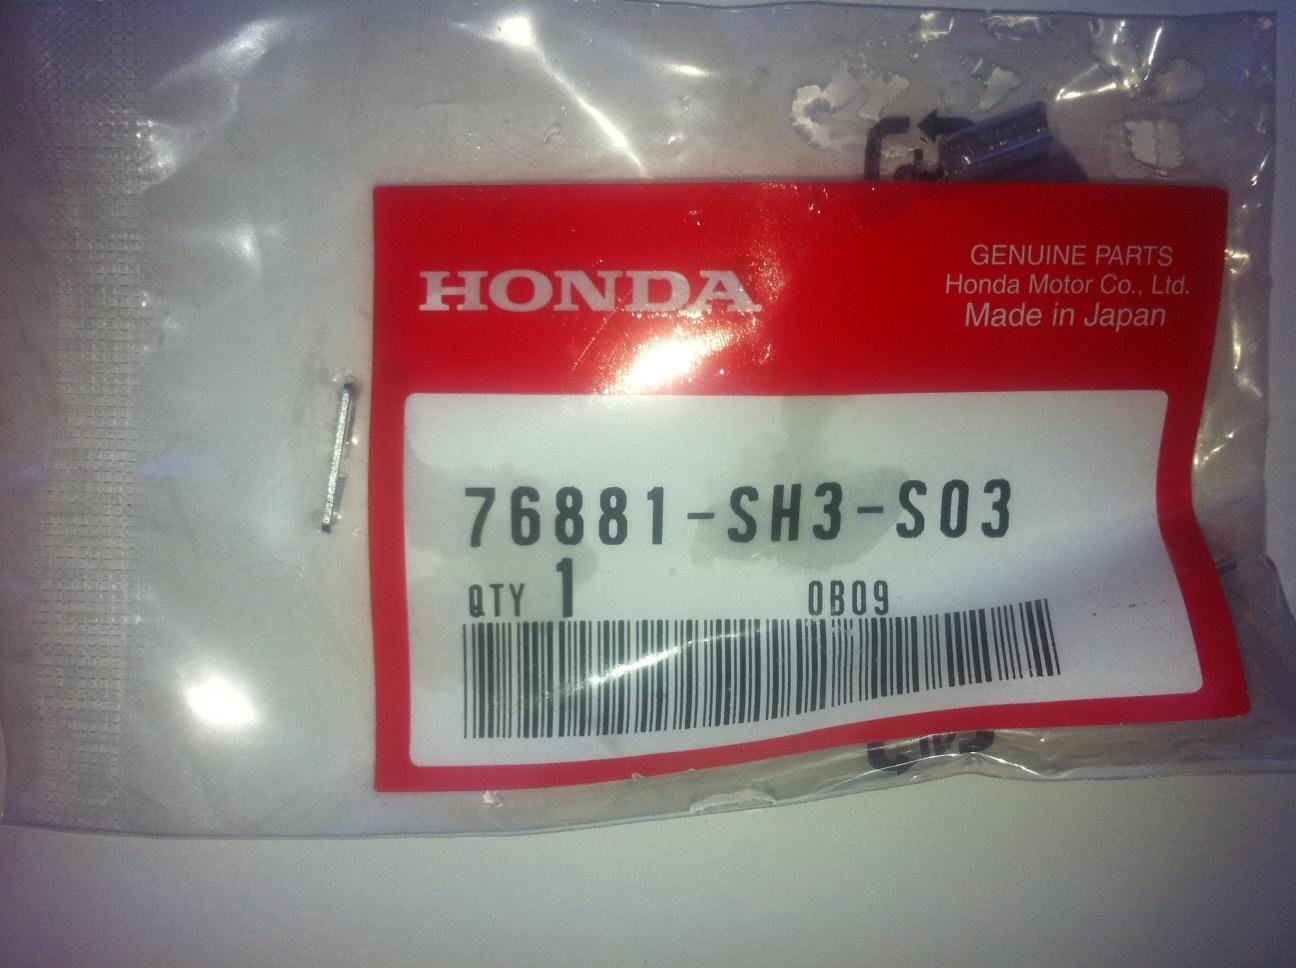 HONDA
GENUINE PARTS
Honda Motor Co., Ltd.
Made in Japan
76881-SH3-S03
QTY 1 0B09